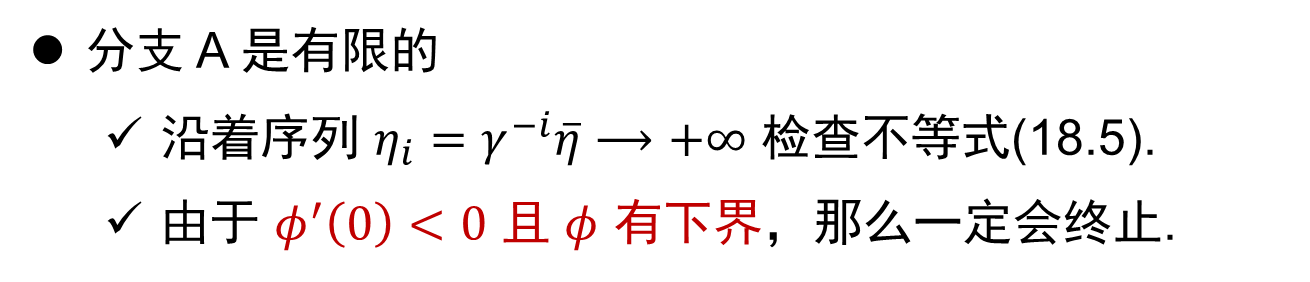 ● 分支 A 是有限的
✓ 沿着序列 𝜂ᵢ = 𝛾⁻ⁱ𝜂̄ ⟶ +∞ 检查不等式(18.5).
✓ 由于 𝜙′(0) < 0 且 𝜙 有下界，那么一定会终止.